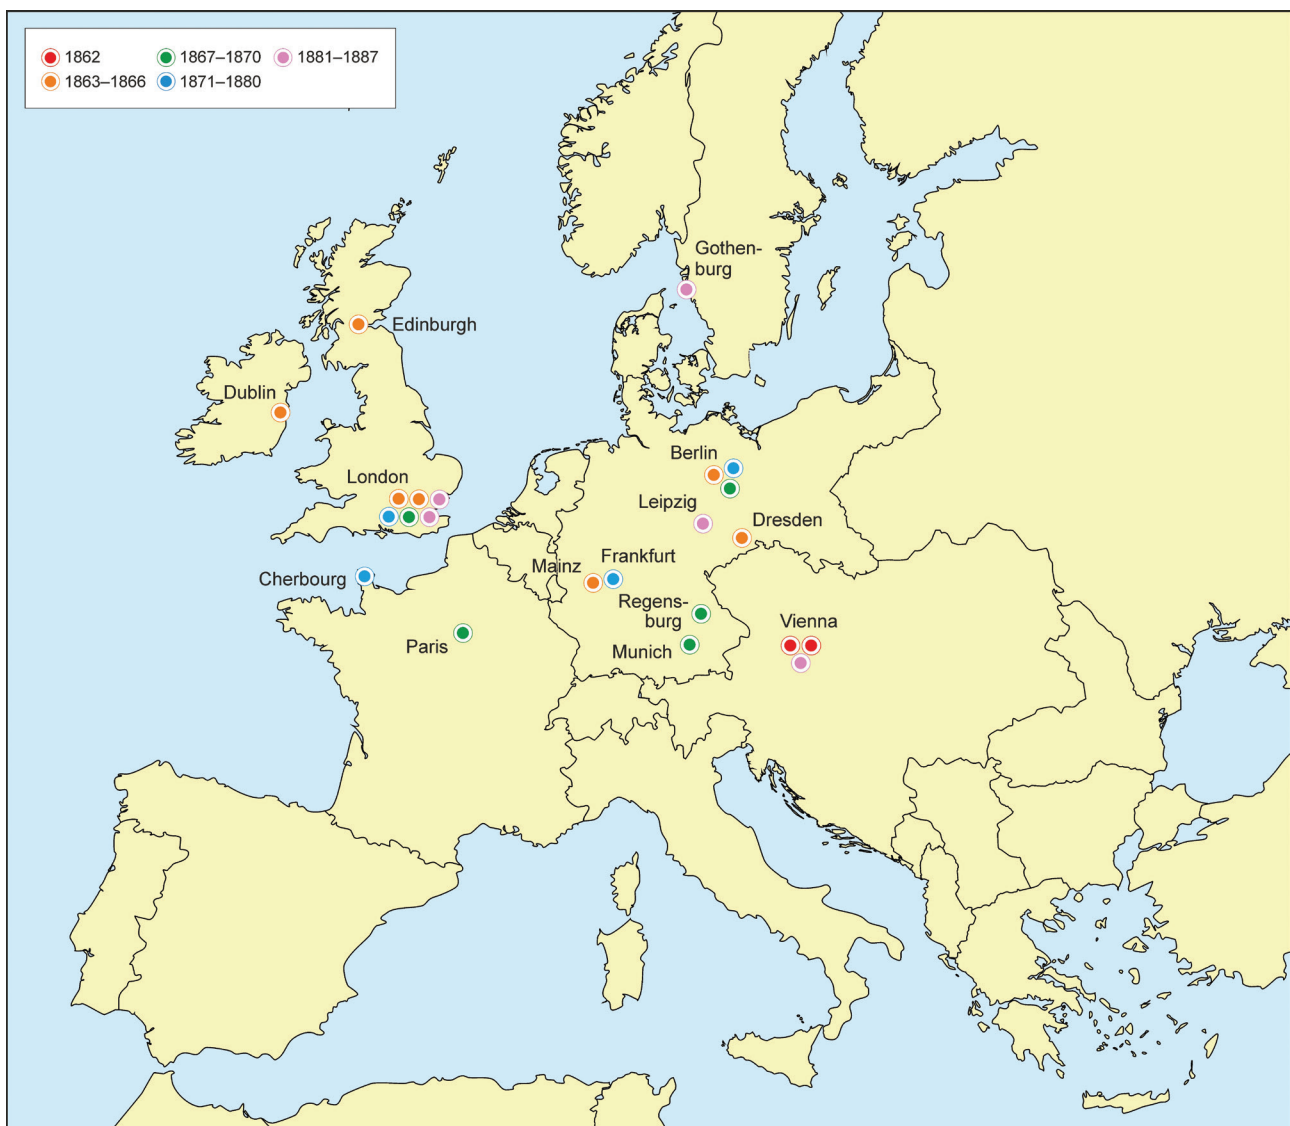 1862
1867–1870
1881–1887
1863–1866
1871–1880
Gothen-
burg
Edinburgh
Dublin
Berlin
London
Leipzig
Dresden
Frankfurt
Mainz
Cherbourg
Regens-
burg
Vienna
Paris
Munich